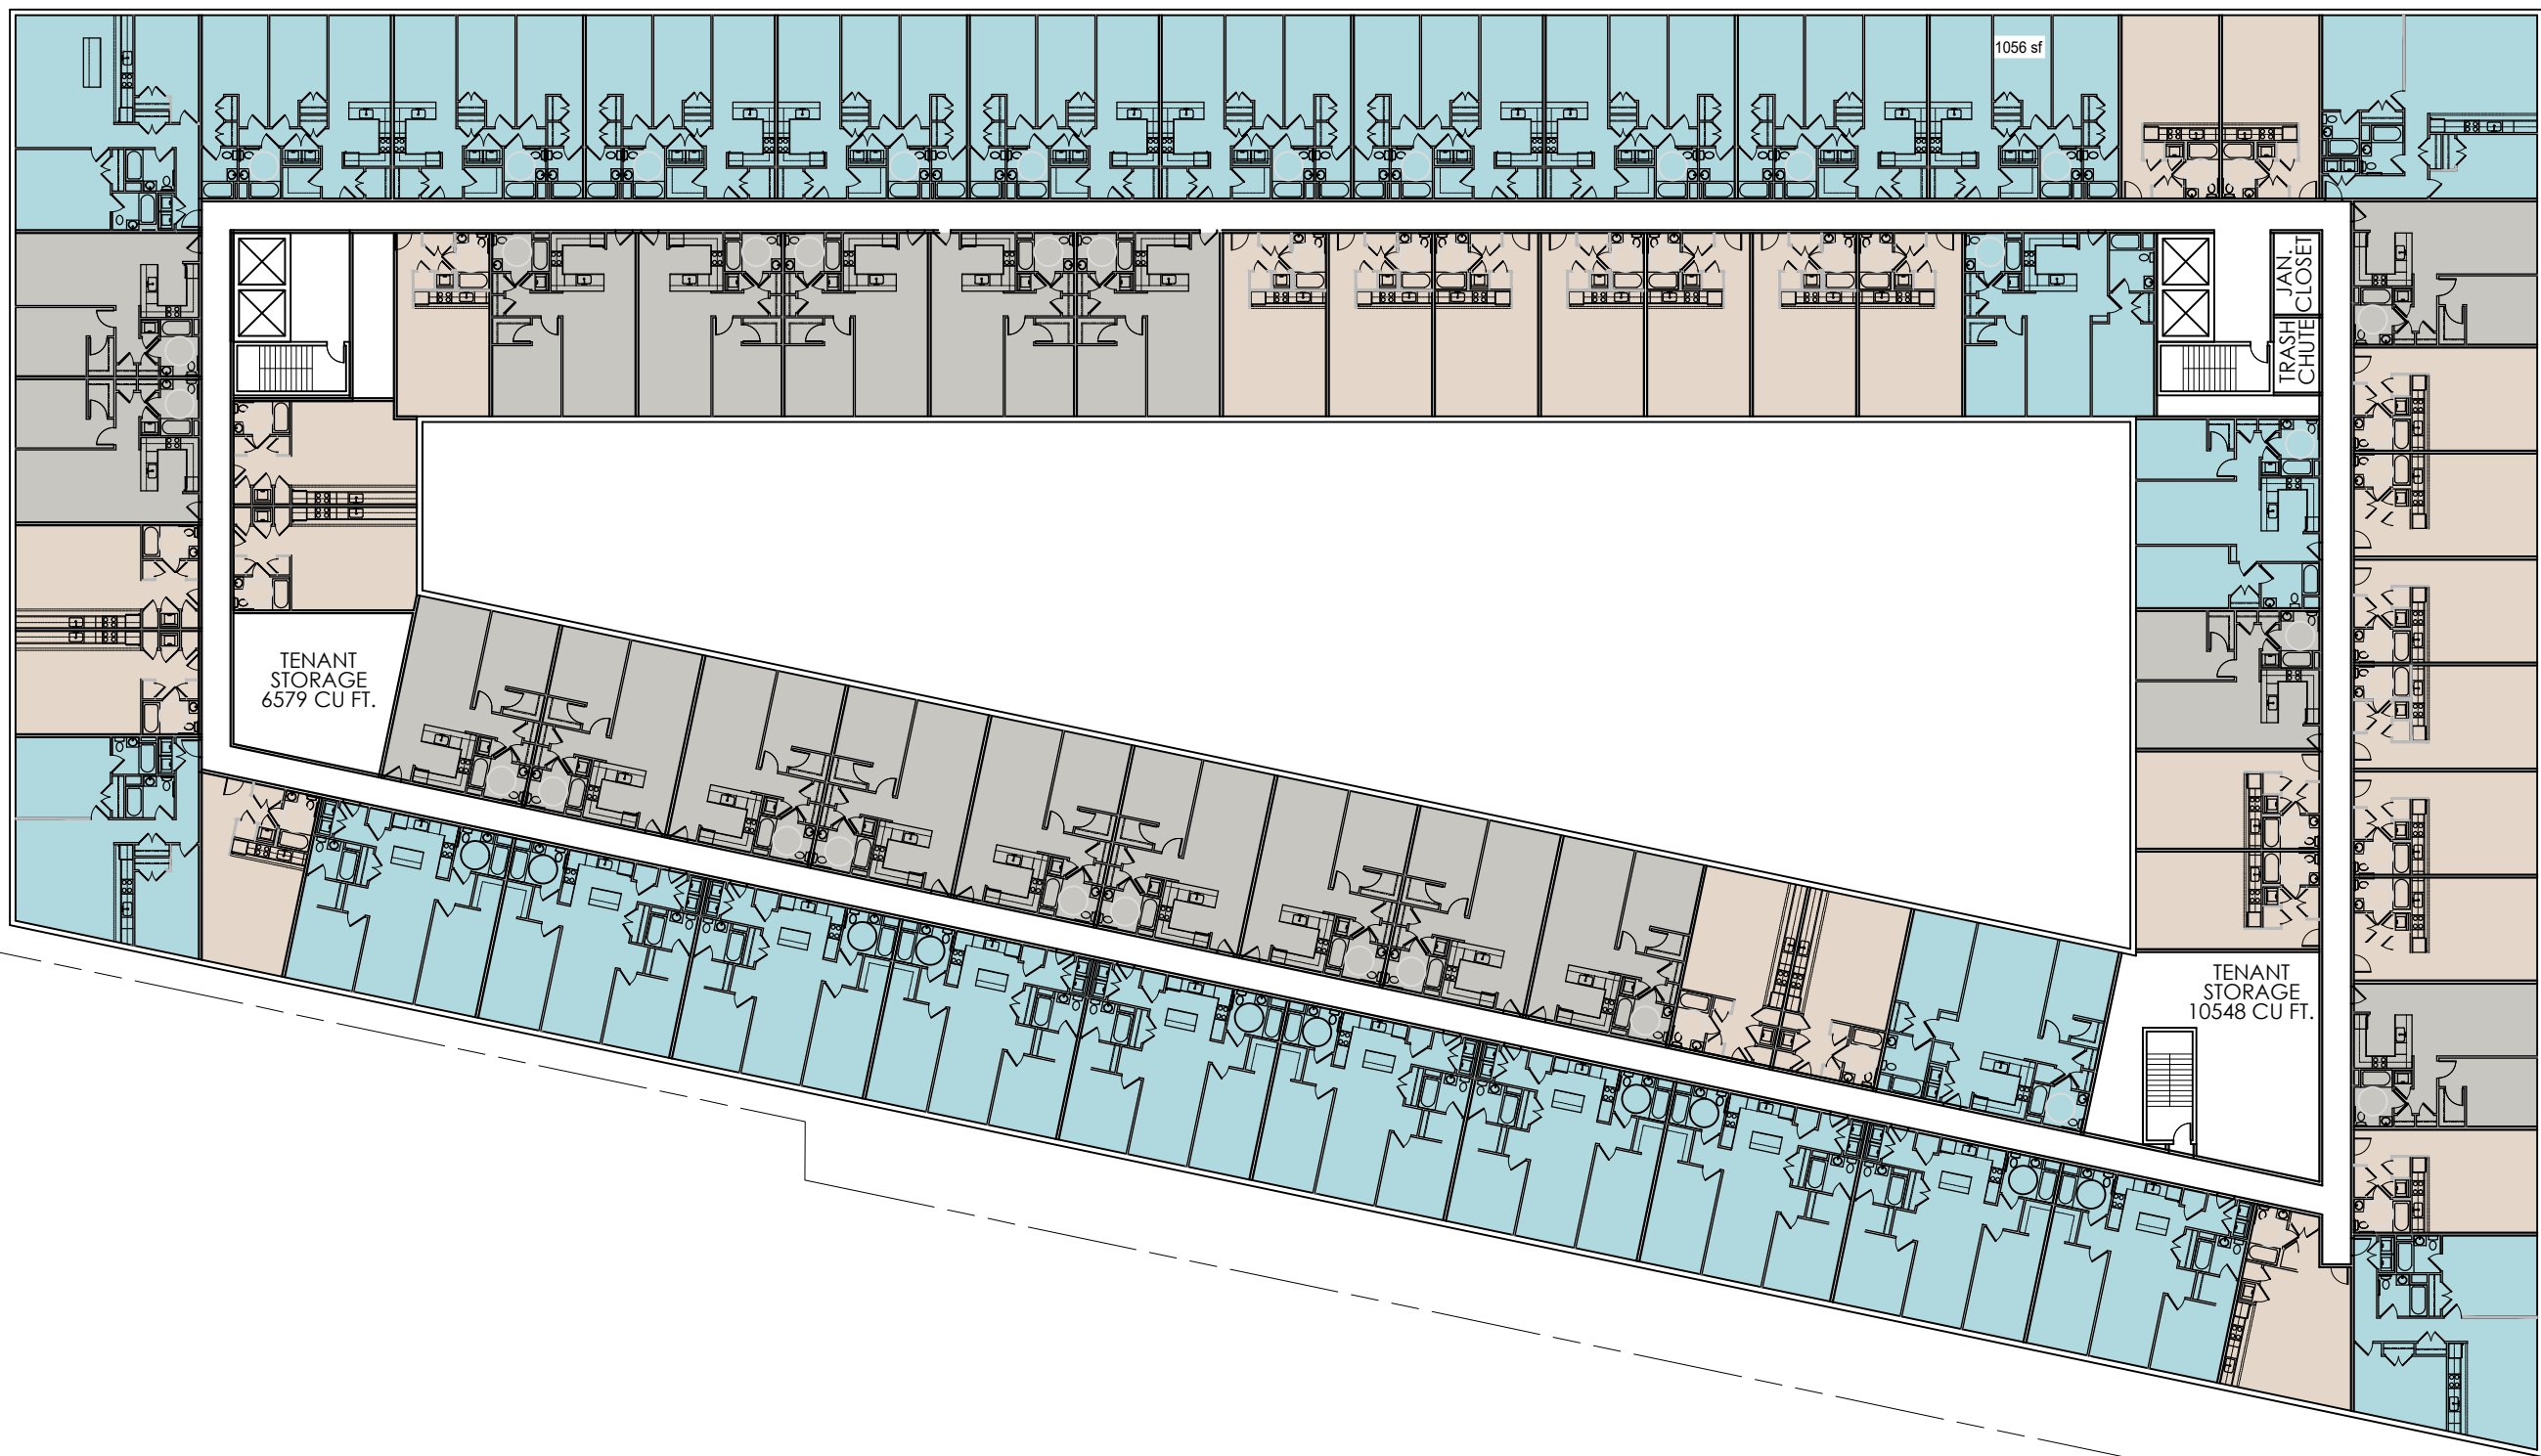 1056 sf
JAN.
CLOSET
TRASH
CHUTE
TENANT
STORAGE
6579 CU FT.
TENANT
STORAGE
10548 CU FT.